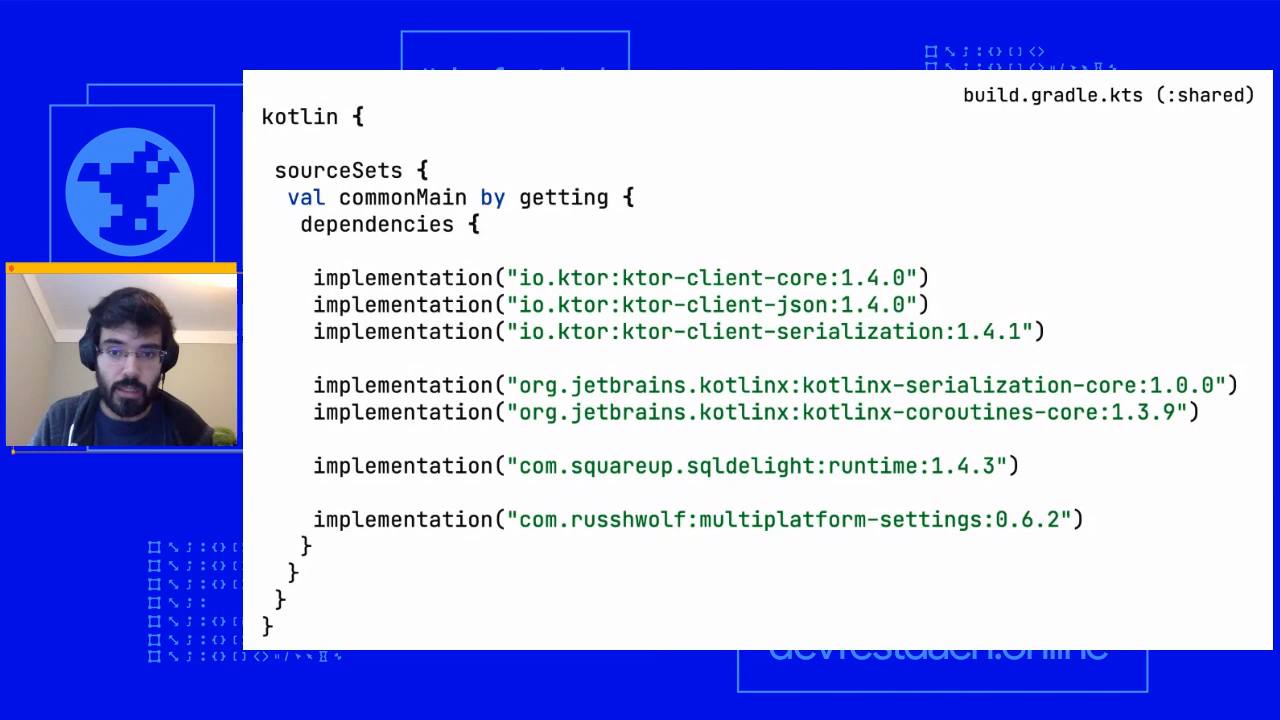 build.gradle.kts (:shared)
kotlin {
sourceSets {
val commonMain by getting {
dependencies {
implementation("io.ktor:ktor-client-core:1.4.0")
implementation("io.ktor:ktor-client-json:1.4.0")
implementation("io.ktor:ktor-client-serialization:1.4.1")
implementation("org.jetbrains.kotlinx:kotlinx-serialization-core:1.0.0")
implementation("org.jetbrains.kotlinx:kotlinx-coroutines-core:1.3.9")
implementation("com.squareup.sqldelight:runtime:1.4.3")
implementation("com.russhwolf:multiplatform-settings:0.6.2")
}
}
}
}